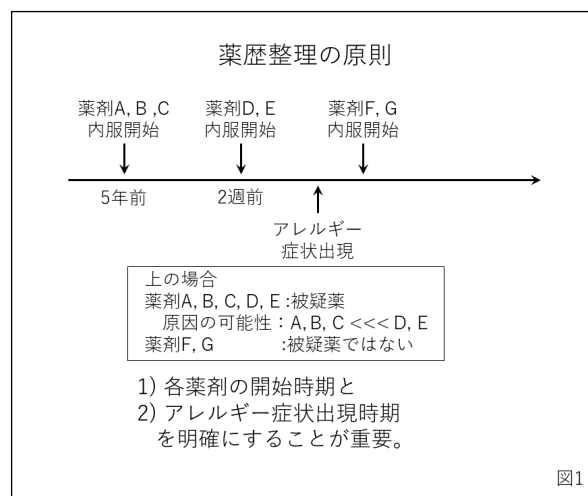 薬歴整理の原則
薬剤A, B ,C
内服開始
薬剤D, E
内服開始
薬剤F, G
内服開始
5年前
2週前
アレルギー
症状出現
上の場合
薬剤A, B, C, D, E :被疑薬
原因の可能性：A, B, C <<< D, E
薬剤F, G :被疑薬ではない
1) 各薬剤の開始時期と
2) アレルギー症状出現時期
を明確にすることが重要。
図1